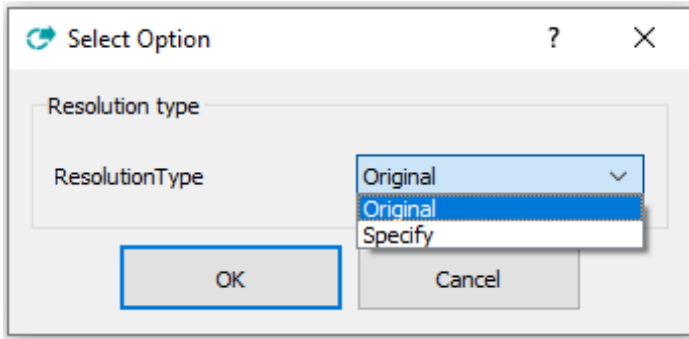 Select Option ?
Resolution type
ResolutionType Original
Original
Specify
OK Cancel